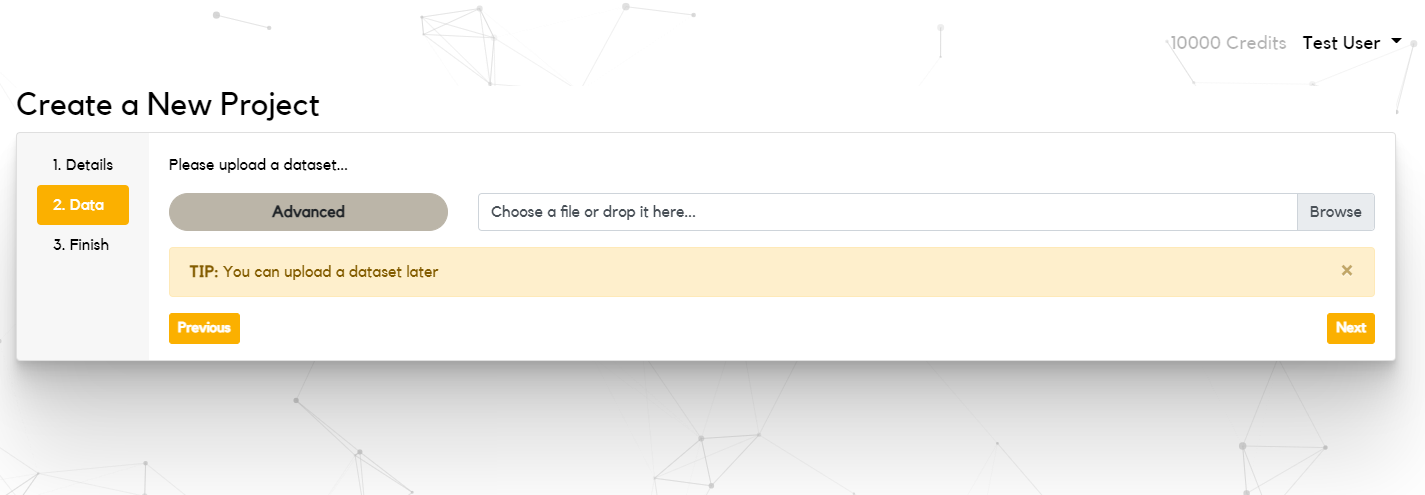 10000 Credits Test User
Create a New Project
1. Details
2. Data
3. Finish
Please upload a dataset...
Advanced
Choose a file or drop it here...
Browse
TIP: You can upload a dataset later
×
Previous
Next